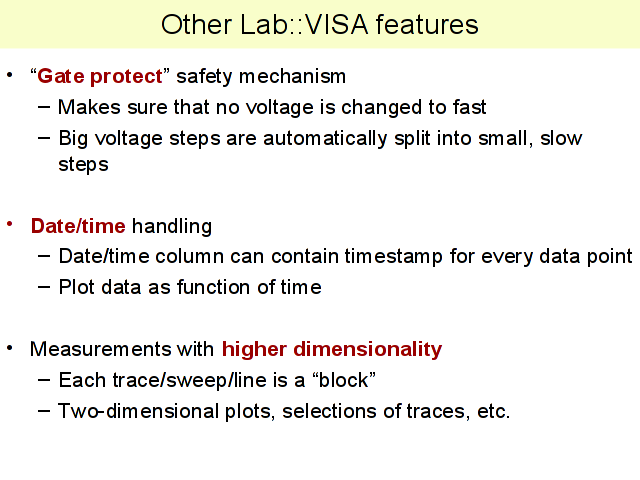 Other Lab::VISA features
• “Gate protect” safety mechanism
– Makes sure that no voltage is changed to fast
– Big voltage steps are automatically split into small, slow
steps
• Date/time handling
– Date/time column can contain timestamp for every data point
– Plot data as function of time
• Measurements with higher dimensionality
– Each trace/sweep/line is a “block”
– Two-dimensional plots, selections of traces, etc.